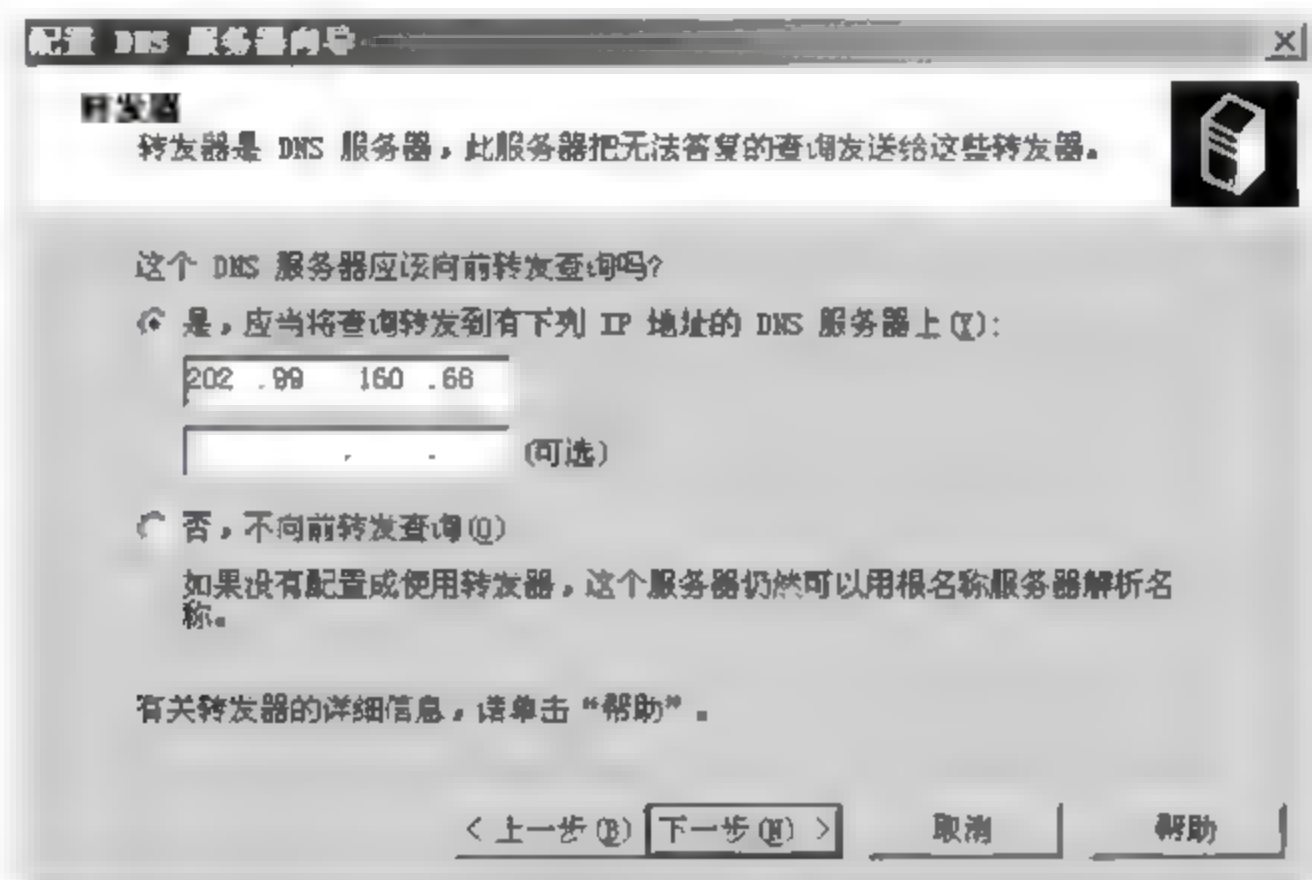 配置 DNS 服务器向导
转发器
转发器是 DNS 服务器，此服务器把无法答复的查询发送给这些转发器。
这个 DNS 服务器应该向前转发查询吗?
是，应当将查询转发到有下列 IP 地址的 DNS 服务器上(Y):
202 .99 160 .68
(可选)
否，不向前转发查询(O)
如果没有配置成使用转发器，这个服务器仍然可以用根名称服务器解析名
称。
有关转发器的详细信息，请单击“帮助”。
< 上一步(B) 下一步(N) > 取消 帮助